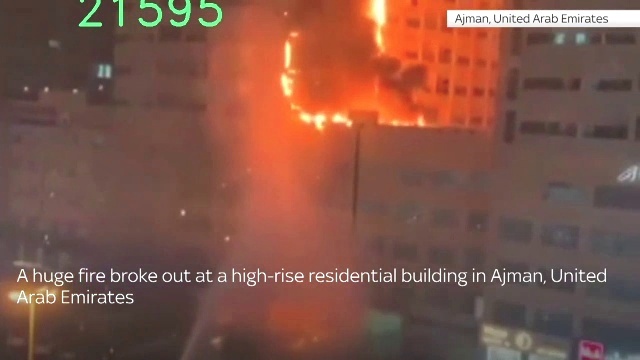 21595
Ajman, United Arab Emirates
A huge fire broke out at a high-rise residential building in Ajman, United
Arab Emirates